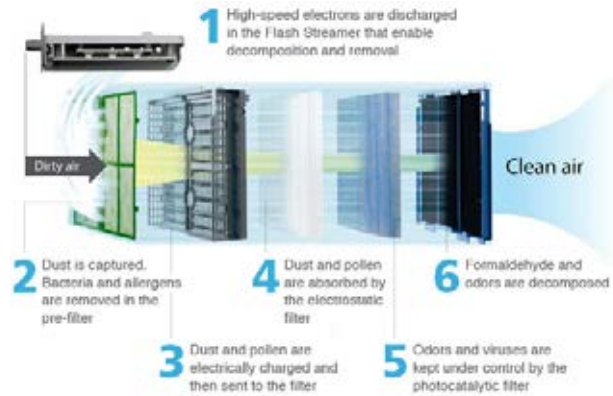 1 High-speed electrons are discharged
in the Flash Streamer that enable
decomposition and removal
Dirty air
Clean air
2 Dust is captured.
Bacteria and allergens
are removed in the
pre-filter
3 Dust and pollen are
electrically charged and
then sent to the filter
4 Dust and pollen
are absorbed by
the electrostatic
filter
5 Odors and viruses are
kept under control by the
photocatalytic filter
6 Formaldehyde and
odors are decomposed